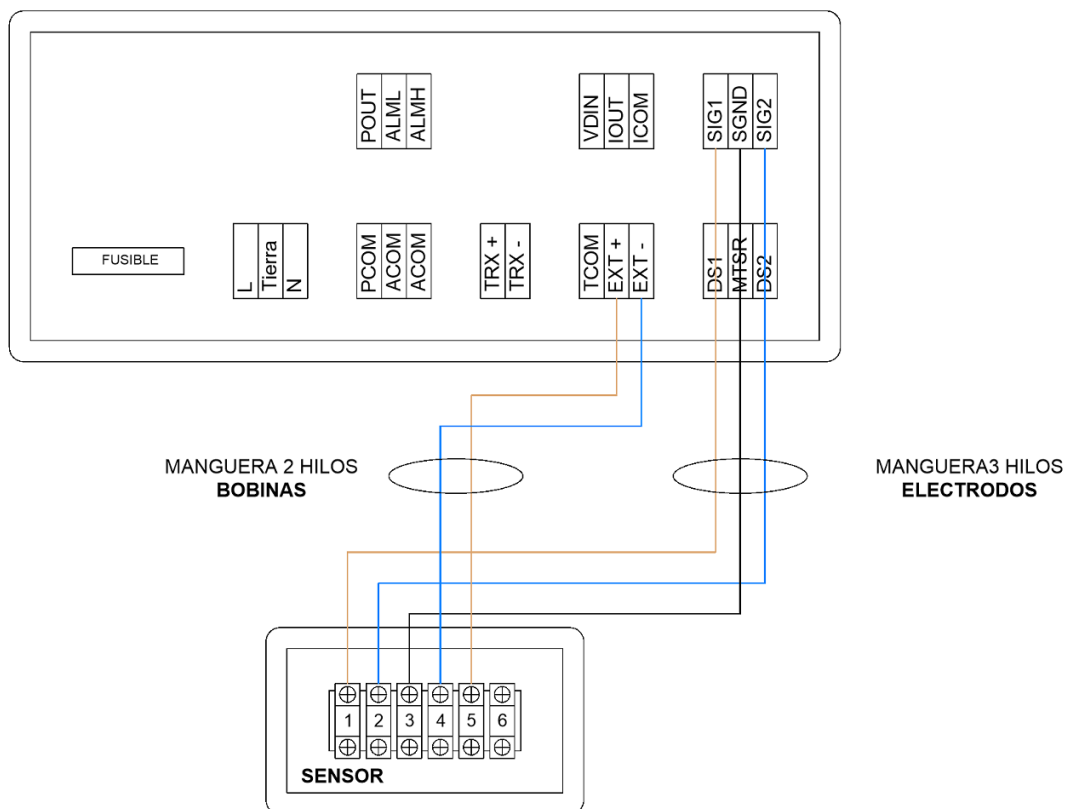 POUT
ALML
ALMH
VDIN
IOUT
ICOM
SIG1
SGND
SIG2
FUSIBLE
L
Tierra
N
PCOM
ACOM
ACOM
TRX +
TRX -
TCOM
EXT +
EXT -
DS1
MTSR
DS2
MANGUERA 2 HILOS
BOBINAS
MANGUERA3 HILOS
ELECTRODOS
1
2
3
4
5
6
SENSOR